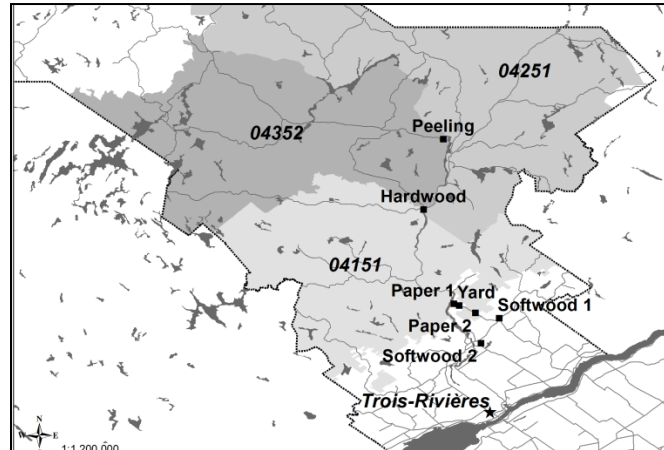 04251
Peeling
04352
Hardwood
04151
Paper 1 Yard
Softwood 1
Paper 2
Softwood 2
Trois-Rivières
N
W E
S
1:1 200 000